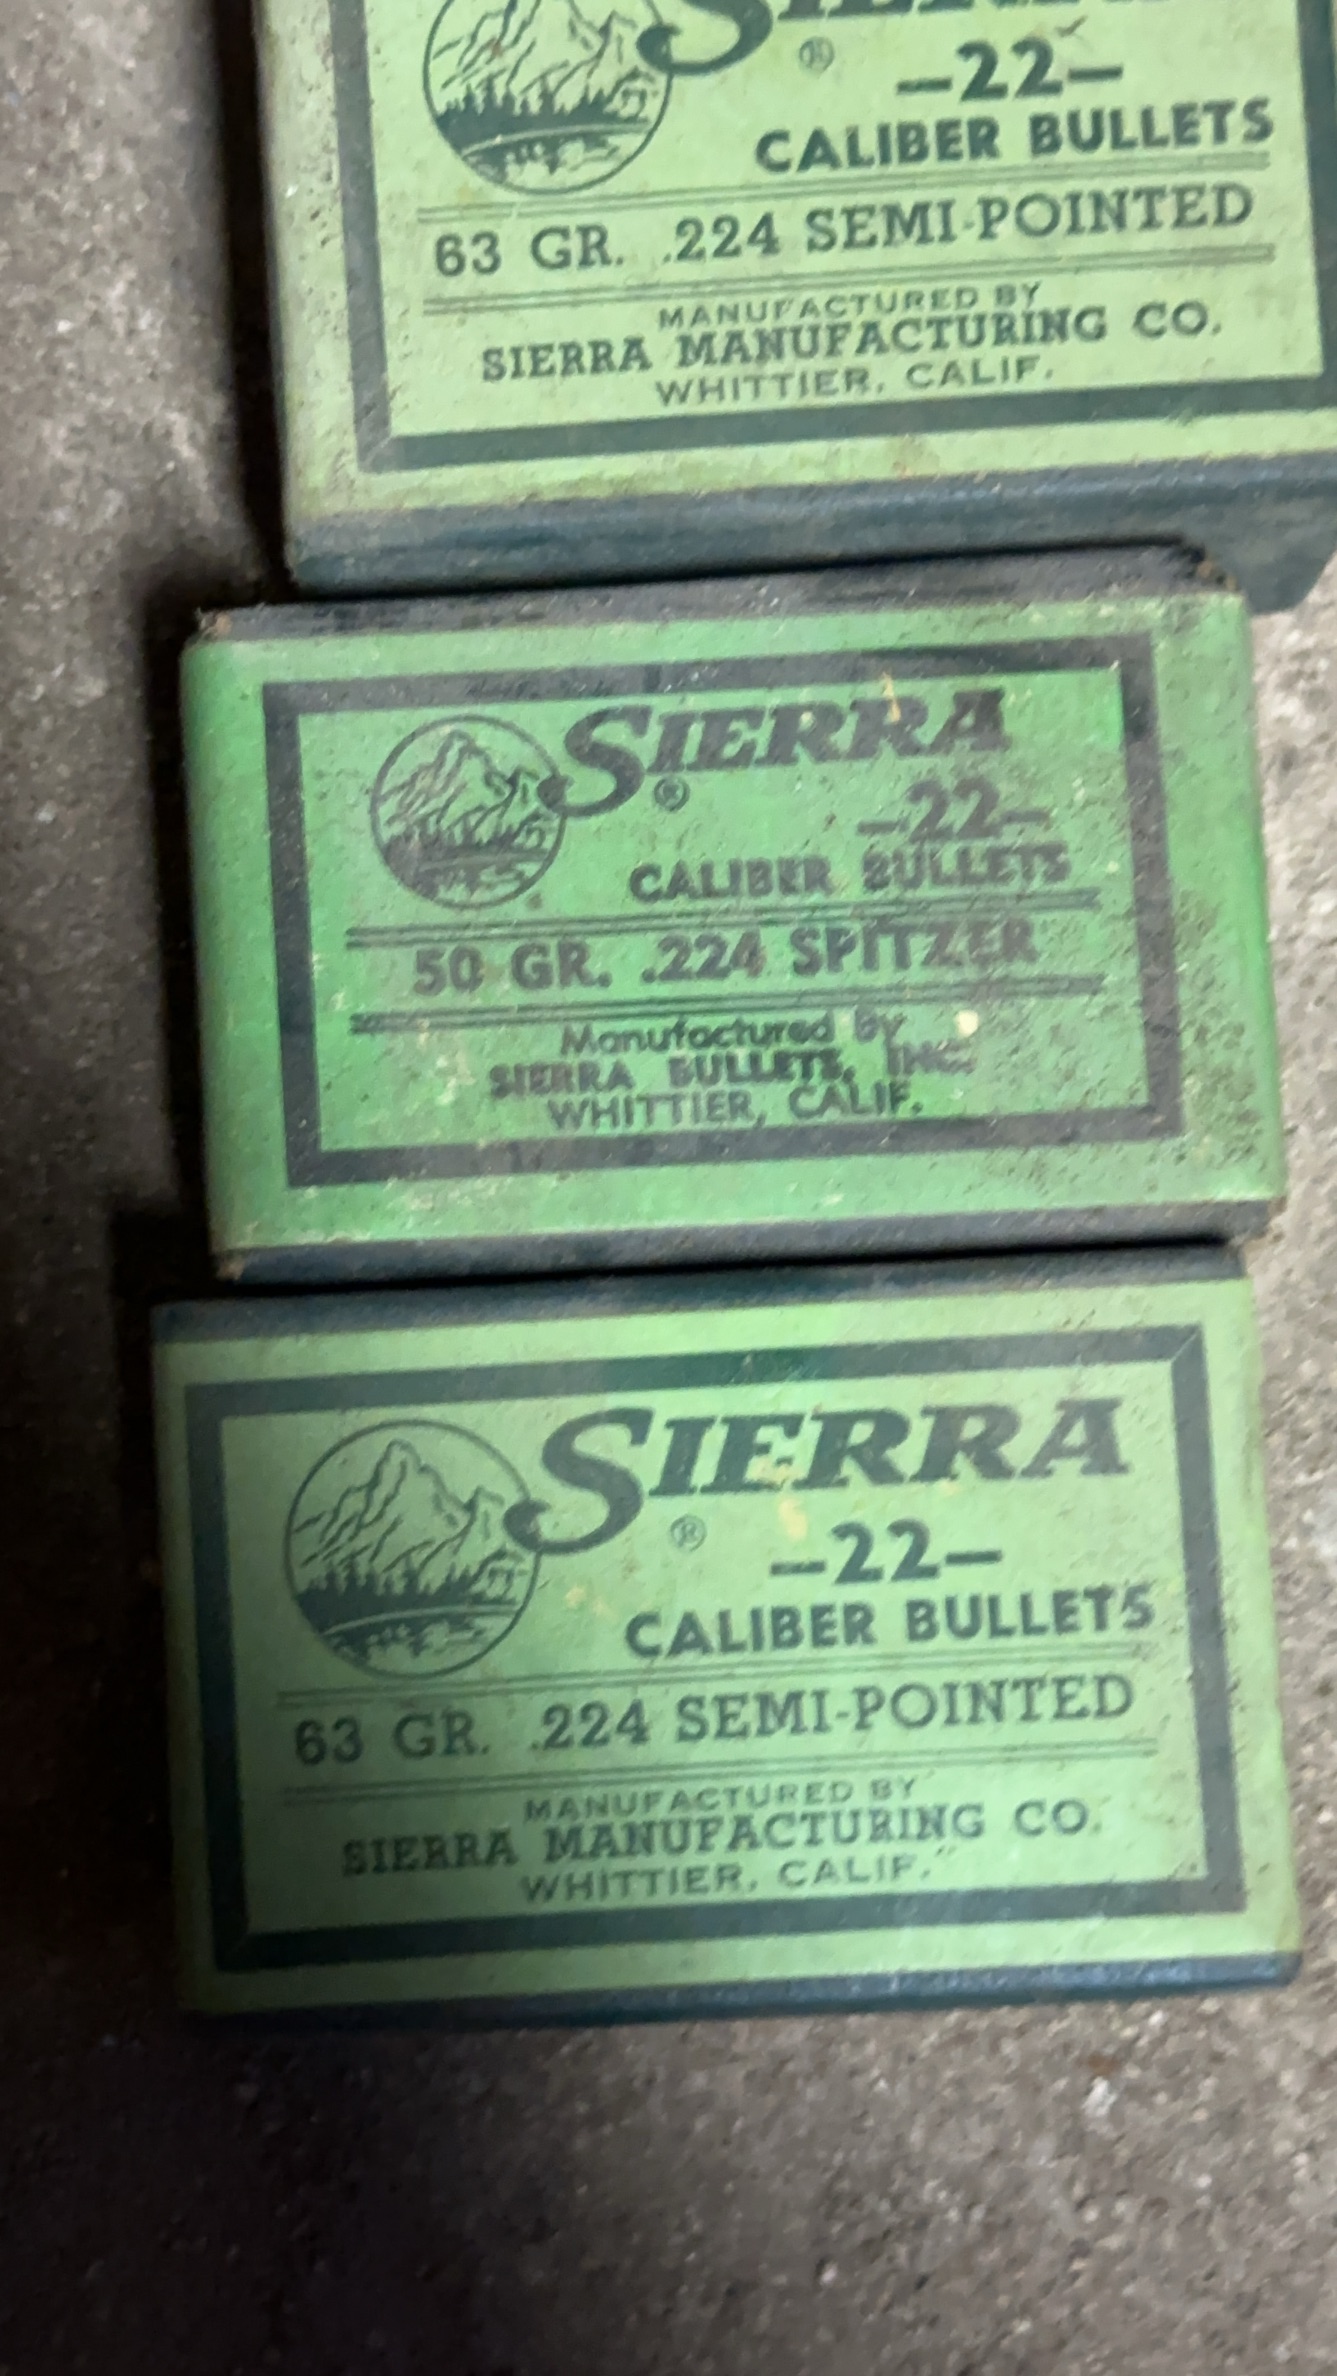 SIERRA
®
-22-
CALIBER BULLETS
63 GR. .224 SEMI-POINTED
MANUFACTURED BY
SIERRA MANUFACTURING CO.
WHITTIER, CALIF.
SIERRA
®
-22-
CALIBER BULLETS
50 GR. .224 SPITZER
Manufactured by
SIERRA BULLETS, INC.
WHITTIER, CALIF.
SIERRA
®
-22-
CALIBER BULLETS
63 GR. .224 SEMI-POINTED
MANUFACTURED BY
SIERRA MANUFACTURING CO.
WHITTIER, CALIF.